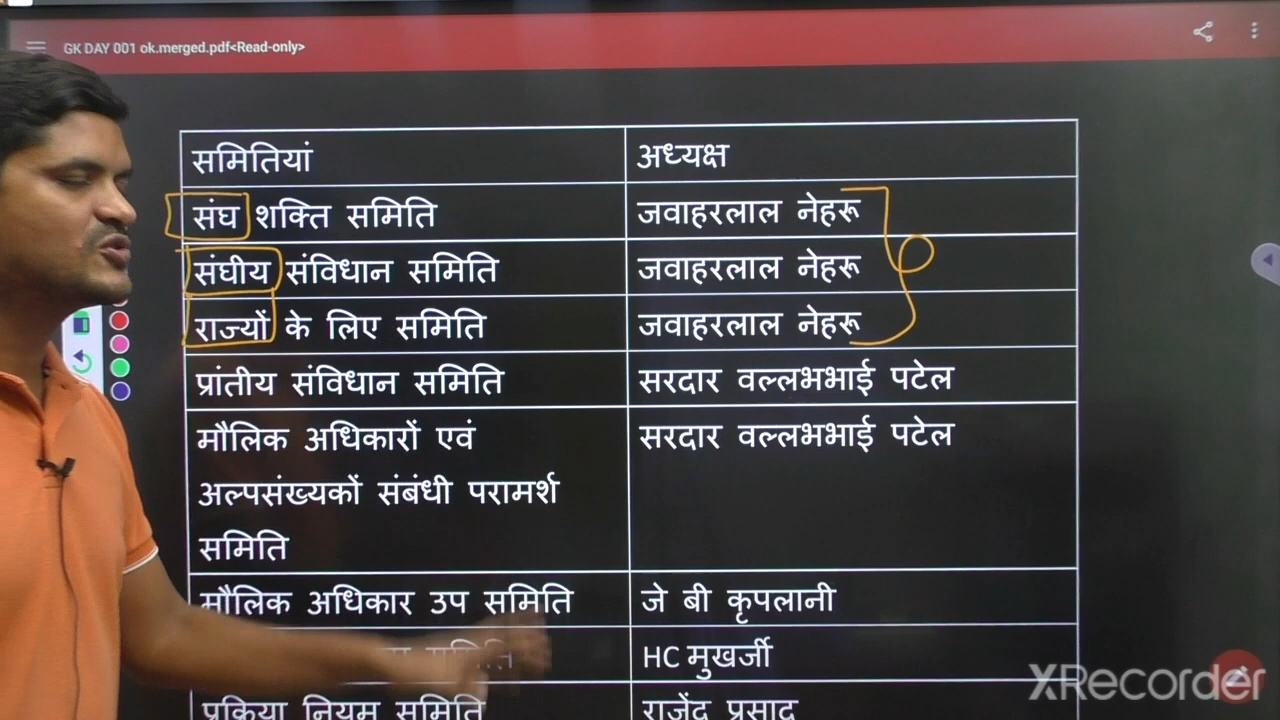 GK DAY 001 ok.merged.pdf<Read-only>
समितियां अध्यक्ष
संघ शक्ति समिति जवाहरलाल नेहरू
संघीय संविधान समिति जवाहरलाल नेहरू
राज्यों के लिए समिति जवाहरलाल नेहरू
प्रांतीय संविधान समिति सरदार वल्लभभाई पटेल
मौलिक अधिकारों एवं सरदार वल्लभभाई पटेल
अल्पसंख्यकों संबंधी परामर्श
समिति
मौलिक अधिकार उप समिति जे बी कृपलानी
समिति HC मुखर्जी
प्रक्रिया नियम समिति राजेंद्र प्रसाद
XRecorder